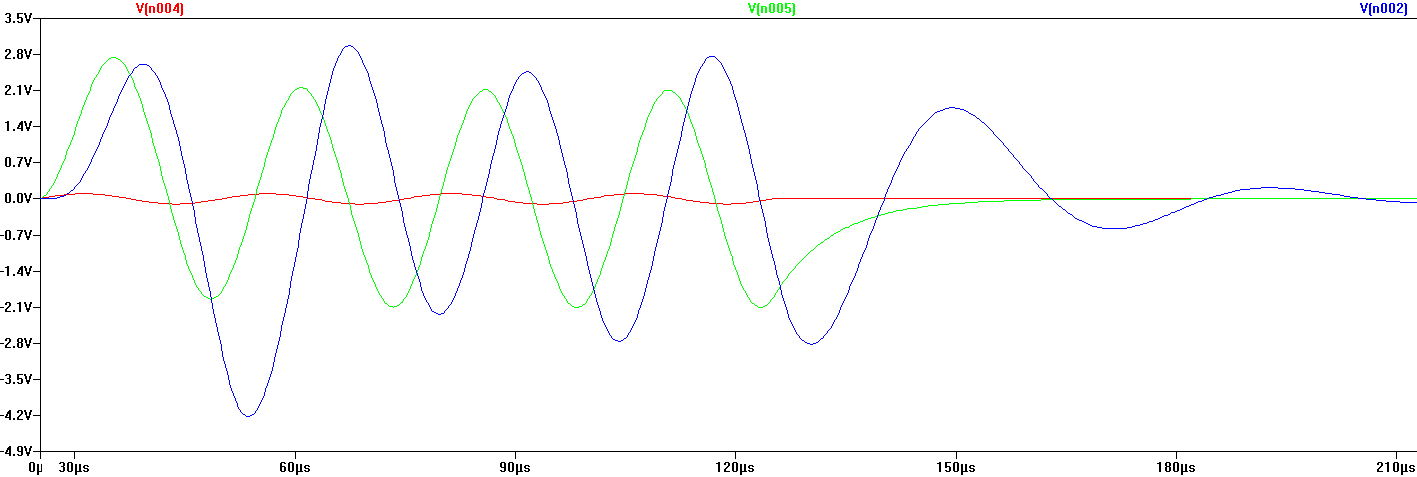 V(n004) V(n005) V(n002)
3.5V
2.8V
2.1V
1.4V
0.7V
0.0V
-0.7V
-1.4V
-2.1V
-2.8V
-3.5V
-4.2V
-4.9V
0µ 30µs 60µs 90µs 120µs 150µs 180µs 210µs